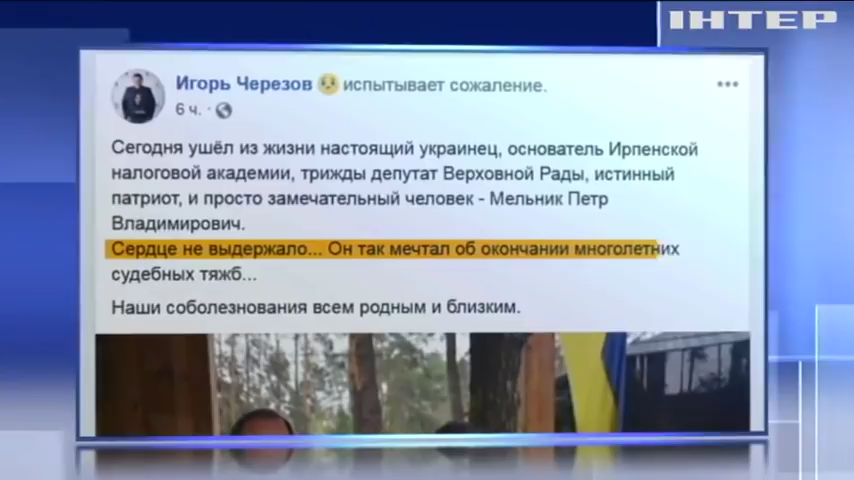 ІНТЕР
Игорь Черезов испытывает сожаление.
6 ч. ·
Сегодня ушёл из жизни настоящий украинец, основатель Ирпенской
налоговой академии, трижды депутат Верховной Рады, истинный
патриот, и просто замечательный человек - Мельник Петр
Владимирович.
Сердце не выдержало... Он так мечтал об окончании многолетних
судебных тяжб...
Наши соболезнования всем родным и близким.